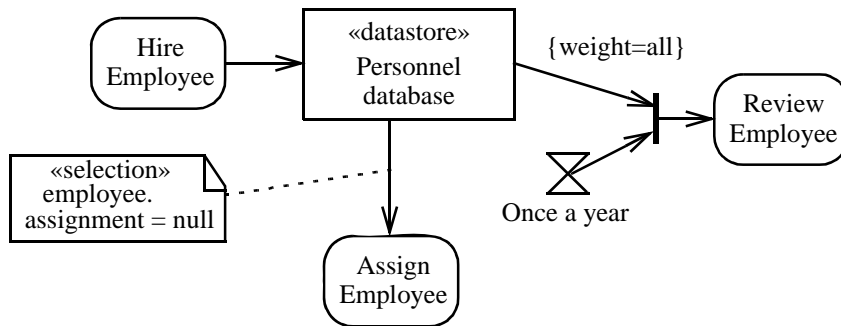 Hire
Employee
«datastore»
Personnel
database
{weight=all}
Review
Employee
«selection»
employee.
assignment = null
Once a year
Assign
Employee